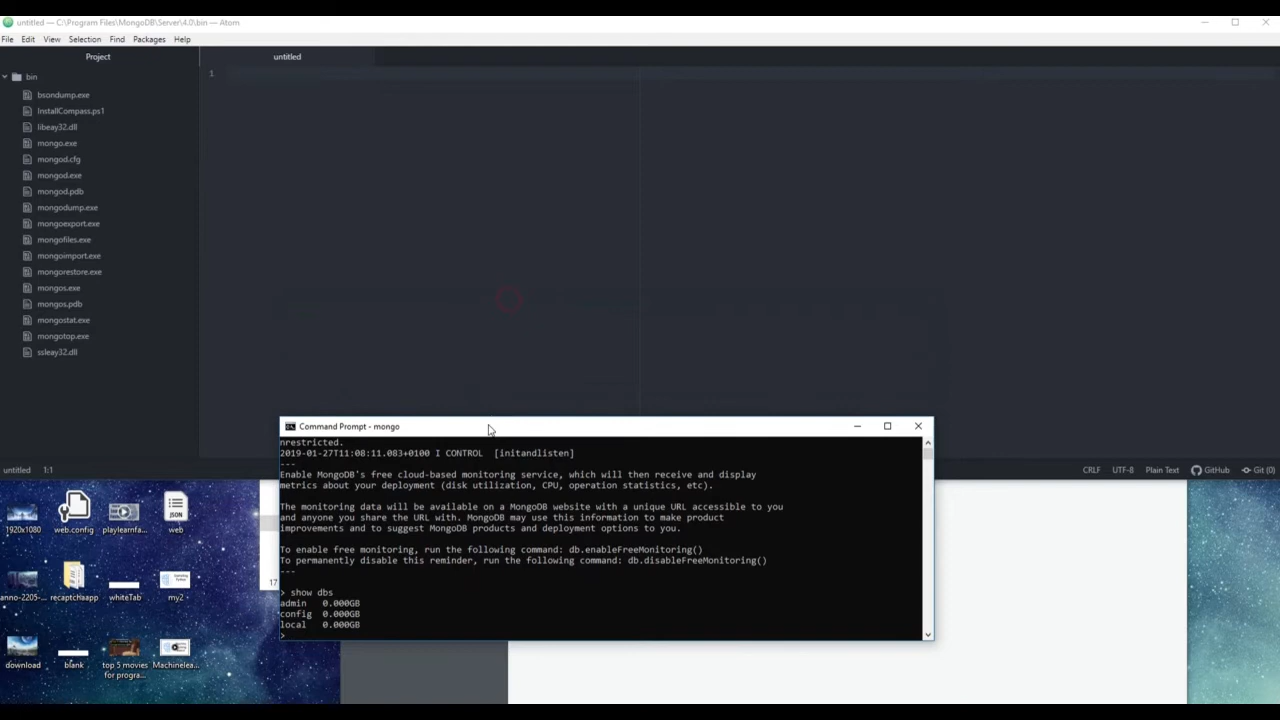 untitled — C:\Program Files\MongoDB\Server\4.0\bin — Atom
File Edit View Selection Find Packages Help
Project
untitled
1
bin
bsondump.exe
InstallCompass.ps1
libeay32.dll
mongo.exe
mongod.cfg
mongod.exe
mongod.pdb
mongodump.exe
mongoexport.exe
mongofiles.exe
mongoimport.exe
mongorestore.exe
mongos.exe
mongos.pdb
mongostat.exe
mongotop.exe
ssleay32.dll
Command Prompt - mongo
nrestricted.
2019-01-27T11:08:11.083+0100 I CONTROL [initandlisten]
---
Enable MongoDB's free cloud-based monitoring service, which will then receive and display
metrics about your deployment (disk utilization, CPU, operation statistics, etc).
The monitoring data will be available on a MongoDB website with a unique URL accessible to you
and anyone you share the URL with. MongoDB may use this information to make product
improvements and to suggest MongoDB products and deployment options to you.
To enable free monitoring, run the following command: db.enableFreeMonitoring()
To permanently disable this reminder, run the following command: db.disableFreeMonitoring()
---
> show dbs
admin 0.000GB
config 0.000GB
local 0.000GB
>
untitled 1:1
CRLF UTF-8 Plain Text GitHub Git (0)
JSON
1920x1080 web.config playlearnfa... web
17
anno-2205-... recaptchaapp whiteTab my2
download blank top 5 movies for progra... Machinelea...